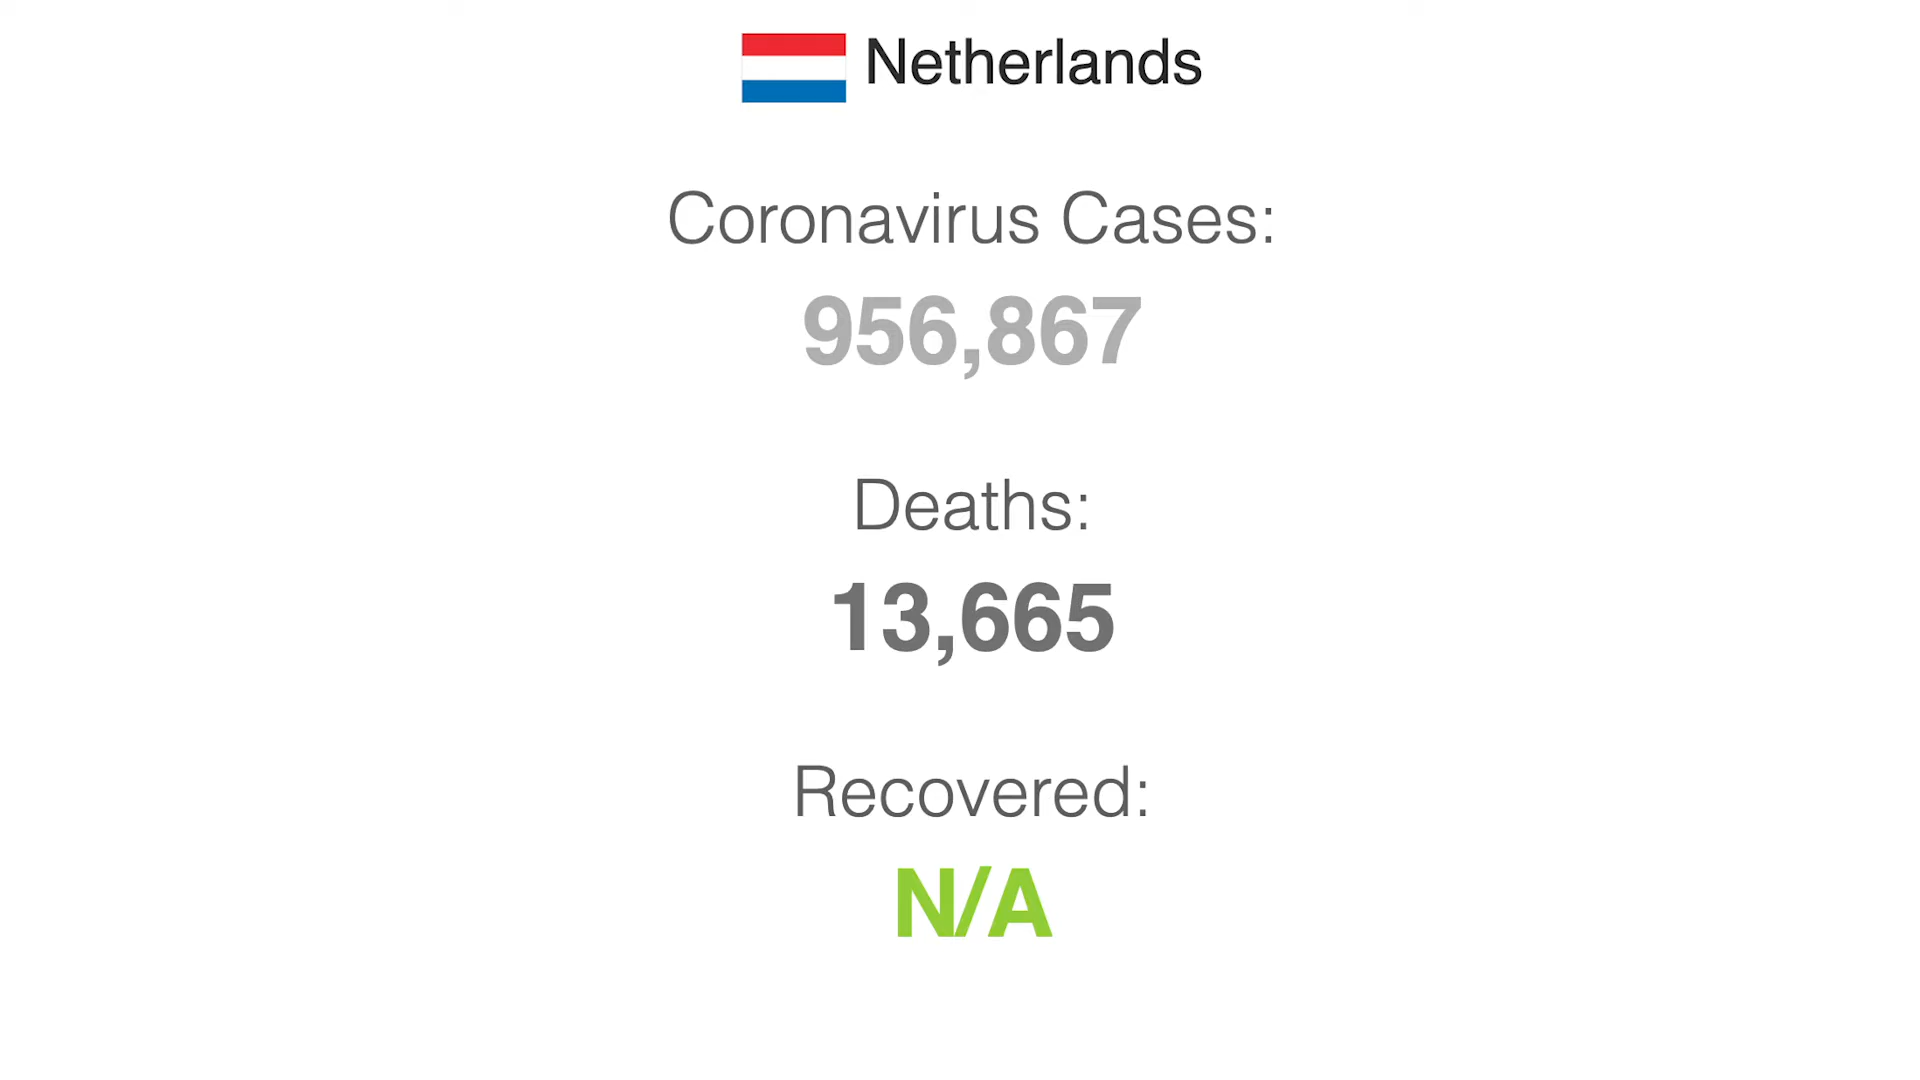 Netherlands
Coronavirus Cases:
956,867
Deaths:
13,665
Recovered:
N/A